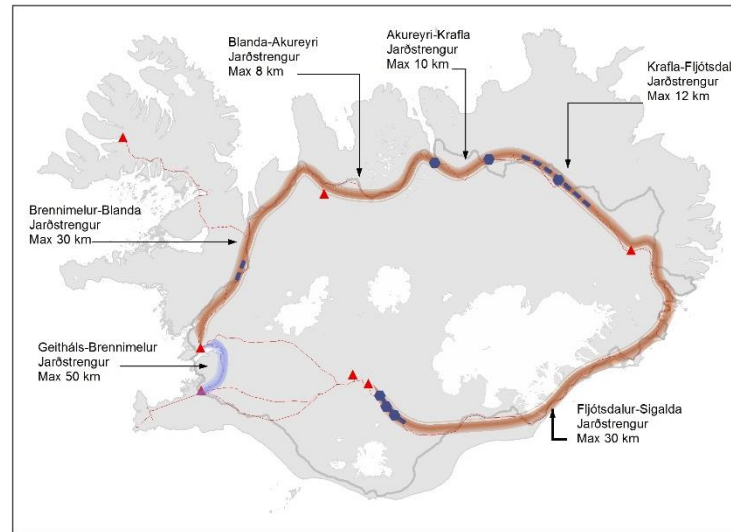 Blanda-Akureyri
Jarðstrengur
Max 8 km
Akureyri-Krafla
Jarðstrengur
Max 10 km
Krafla-Fljótsdal
Jarðstrengur
Max 12 km
Brennimelur-Blanda
Jarðstrengur
Max 30 km
Geitháls-Brennimelur
Jarðstrengur
Max 50 km
Fljótsdalur-Sigalda
Jarðstrengur
Max 30 km